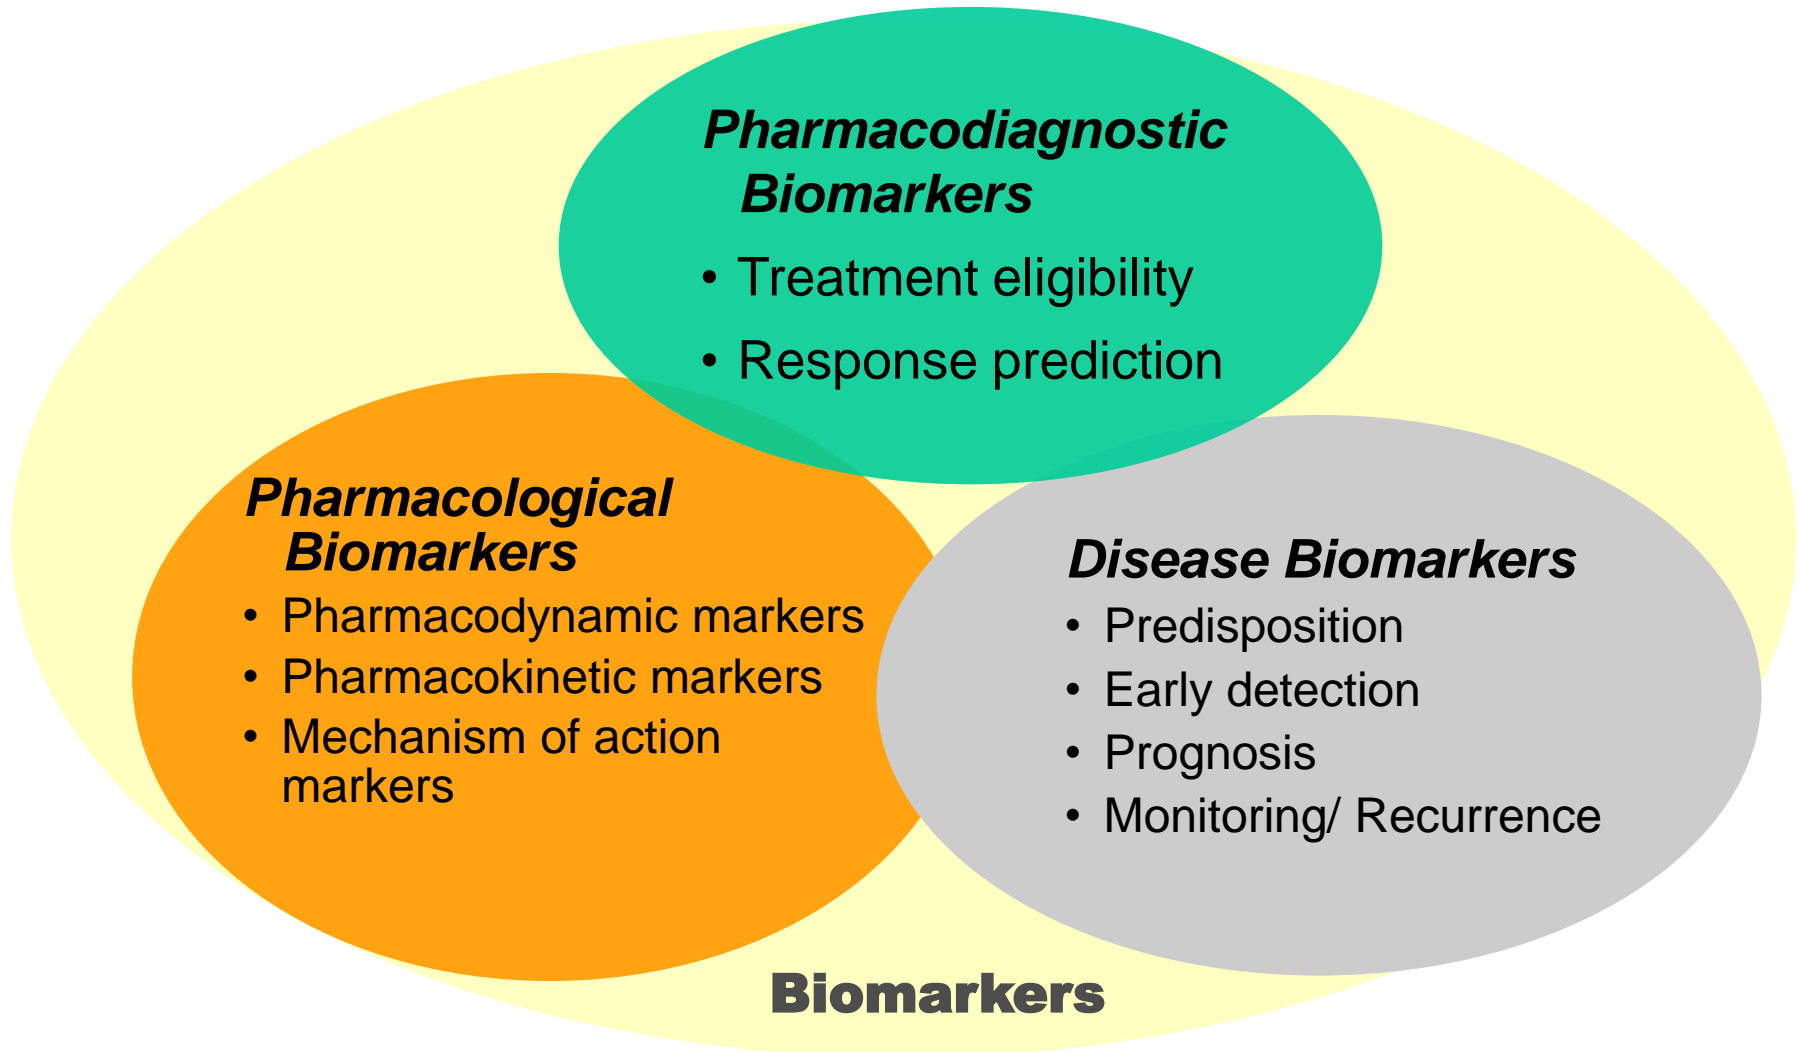 Pharmacodiagnostic
Biomarkers
• Treatment eligibility
• Response prediction
Pharmacological
Biomarkers
• Pharmacodynamic markers
• Pharmacokinetic markers
• Mechanism of action
markers
Disease Biomarkers
• Predisposition
• Early detection
• Prognosis
• Monitoring/ Recurrence
Biomarkers